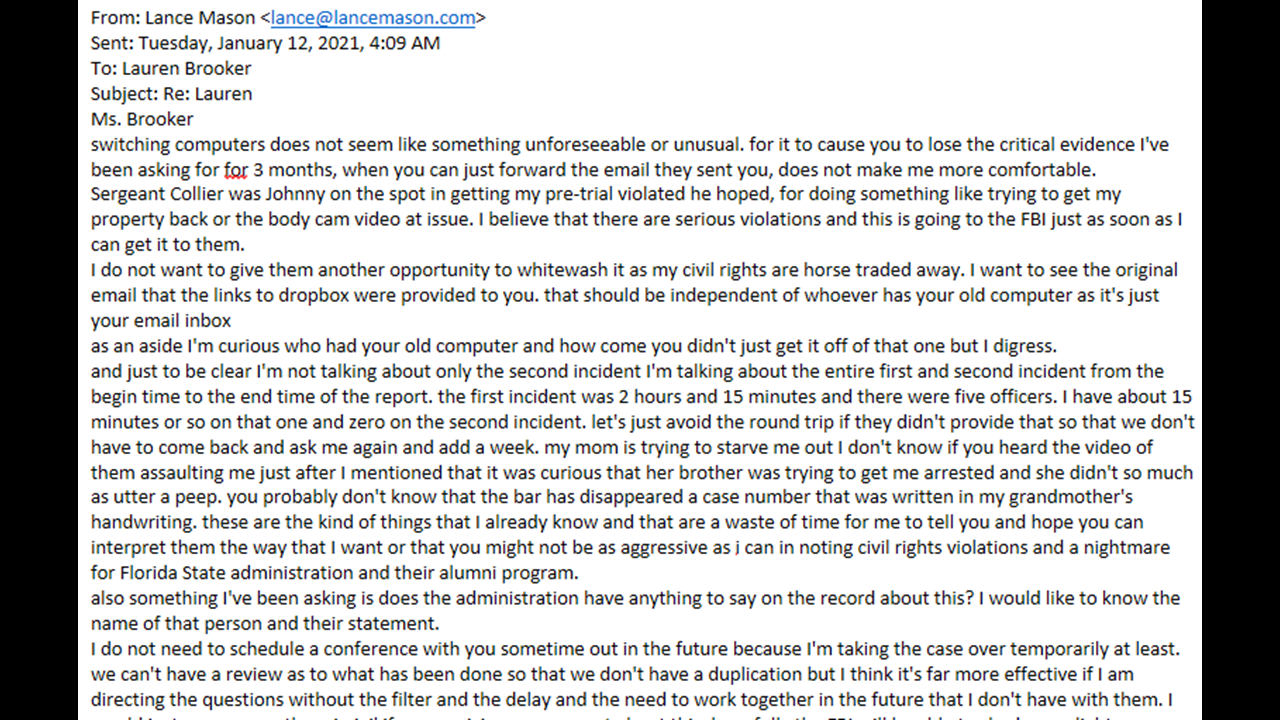 From: Lance Mason <lance@lancemason.com>
Sent: Tuesday, January 12, 2021, 4:09 AM
To: Lauren Brooker
Subject: Re: Lauren
Ms. Brooker
switching computers does not seem like something unforeseeable or unusual. for it to cause you to lose the critical evidence I've
been asking for for 3 months, when you can just forward the email they sent you, does not make me more comfortable.
Sergeant Collier was Johnny on the spot in getting my pre-trial violated he hoped, for doing something like trying to get my
property back or the body cam video at issue. I believe that there are serious violations and this is going to the FBI just as soon as I
can get it to them.
I do not want to give them another opportunity to whitewash it as my civil rights are horse traded away. I want to see the original
email that the links to dropbox were provided to you. that should be independent of whoever has your old computer as it's just
your email inbox
as an aside I'm curious who had your old computer and how come you didn't just get it off of that one but I digress.
and just to be clear I'm not talking about only the second incident I'm talking about the entire first and second incident from the
begin time to the end time of the report. the first incident was 2 hours and 15 minutes and there were five officers. I have about 15
minutes or so on that one and zero on the second incident. let's just avoid the round trip if they didn't provide that so that we don't
have to come back and ask me again and add a week. my mom is trying to starve me out I don't know if you heard the video of
them assaulting me just after I mentioned that it was curious that her brother was trying to get me arrested and she didn't so much
as utter a peep. you probably don't know that the bar has disappeared a case number that was written in my grandmother's
handwriting. these are the kind of things that I already know and that are a waste of time for me to tell you and hope you can
interpret them the way that I want or that you might not be as aggressive as i can in noting civil rights violations and a nightmare
for Florida State administration and their alumni program.
also something I've been asking is does the administration have anything to say on the record about this? I would like to know the
name of that person and their statement.
I do not need to schedule a conference with you sometime out in the future because I'm taking the case over temporarily at least.
we can't have a review as to what has been done so that we don't have a duplication but I think it's far more effective if I am
directing the questions without the filter and the delay and the need to work together in the future that I don't have with them. I